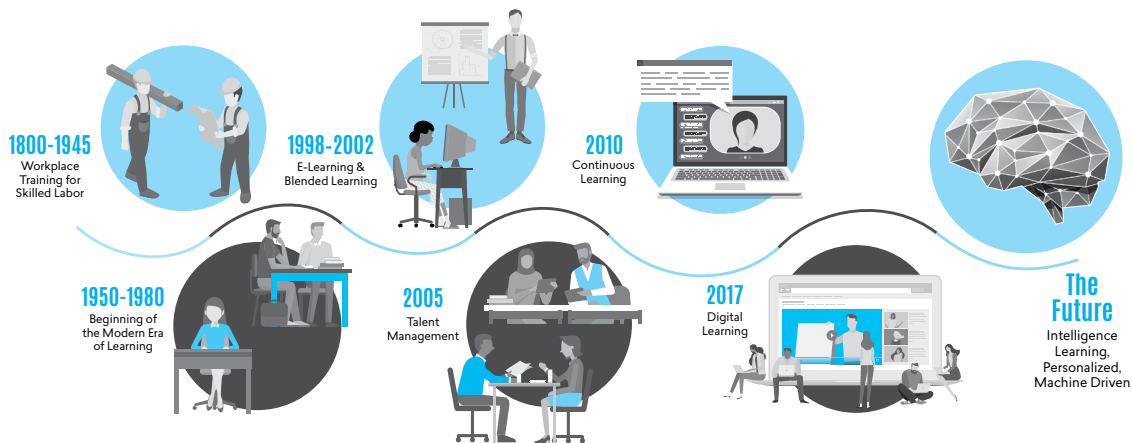 1800-1945
Workplace
Training for
Skilled Labor
1950-1980
Beginning of
the Modern Era
of Learning
1998-2002
E-Learning &
Blended Learning
2005
Talent
Management
2010
Continuous
Learning
2017
Digital
Learning
The
Future
Intelligence
Learning,
Personalized,
Machine Driven